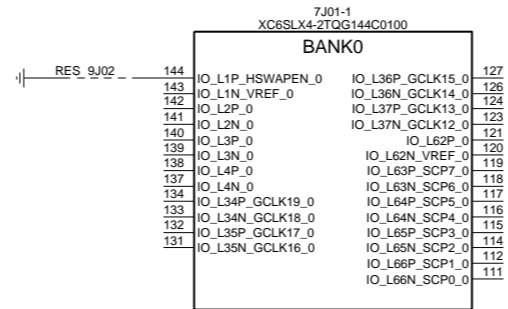 7J01-1
XC6SLX4-2TQG144C0100
BANK0
RES_9J02
144 IO_L1P_HSWAPEN_0 IO_L36P_GCLK15_0 127
143 IO_L1N_VREF_0 IO_L36N_GCLK14_0 126
142 IO_L2P_0 IO_L37P_GCLK13_0 124
141 IO_L2N_0 IO_L37N_GCLK12_0 123
140 IO_L3P_0 IO_L62P_0 121
139 IO_L3N_0 IO_L62N_VREF_0 120
138 IO_L4P_0 IO_L63P_SCP7_0 119
137 IO_L4N_0 IO_L63N_SCP6_0 118
134 IO_L34P_GCLK19_0 IO_L64P_SCP5_0 117
133 IO_L34N_GCLK18_0 IO_L64N_SCP4_0 116
132 IO_L35P_GCLK17_0 IO_L65P_SCP3_0 115
131 IO_L35N_GCLK16_0 IO_L65N_SCP2_0 114
IO_L66P_SCP1_0 112
IO_L66N_SCP0_0 111